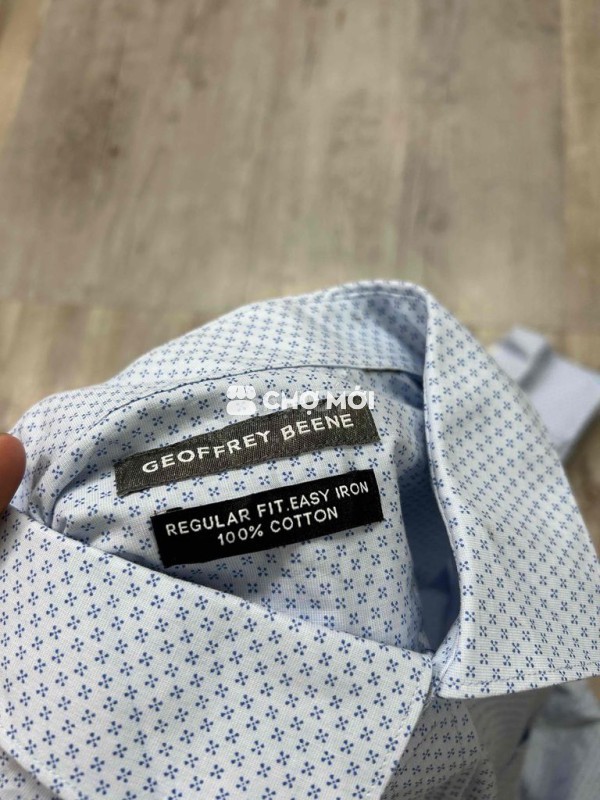 CHỢ MỚI
GEOFFREY BEENE
REGULAR FIT.EASY IRON
100% COTTON